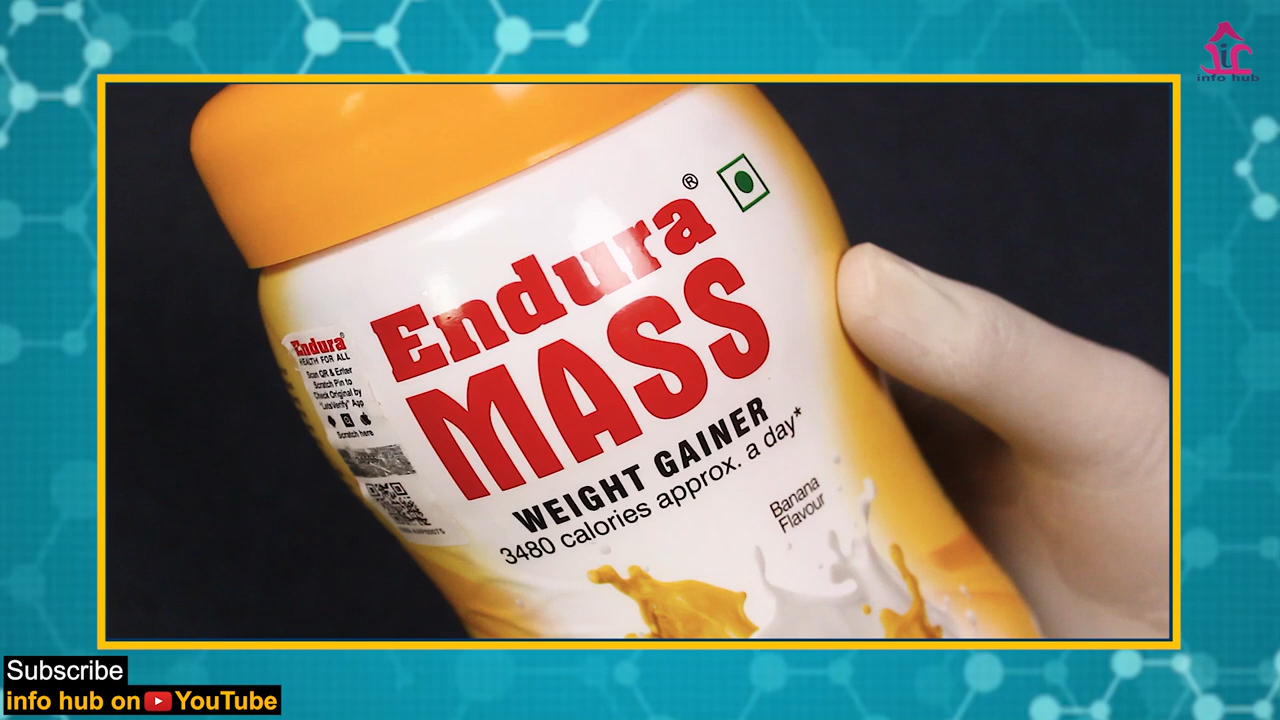 info hub
Endura®
MASS
WEIGHT GAINER
3480 calories approx. a day*
Banana
Flavour
Endura®
HEALTH FOR ALL
Scan QR & Enter
Scratch Pin to
Check Original by
"LetsVerify" App
Scratch here
Subscribe
info hub on YouTube